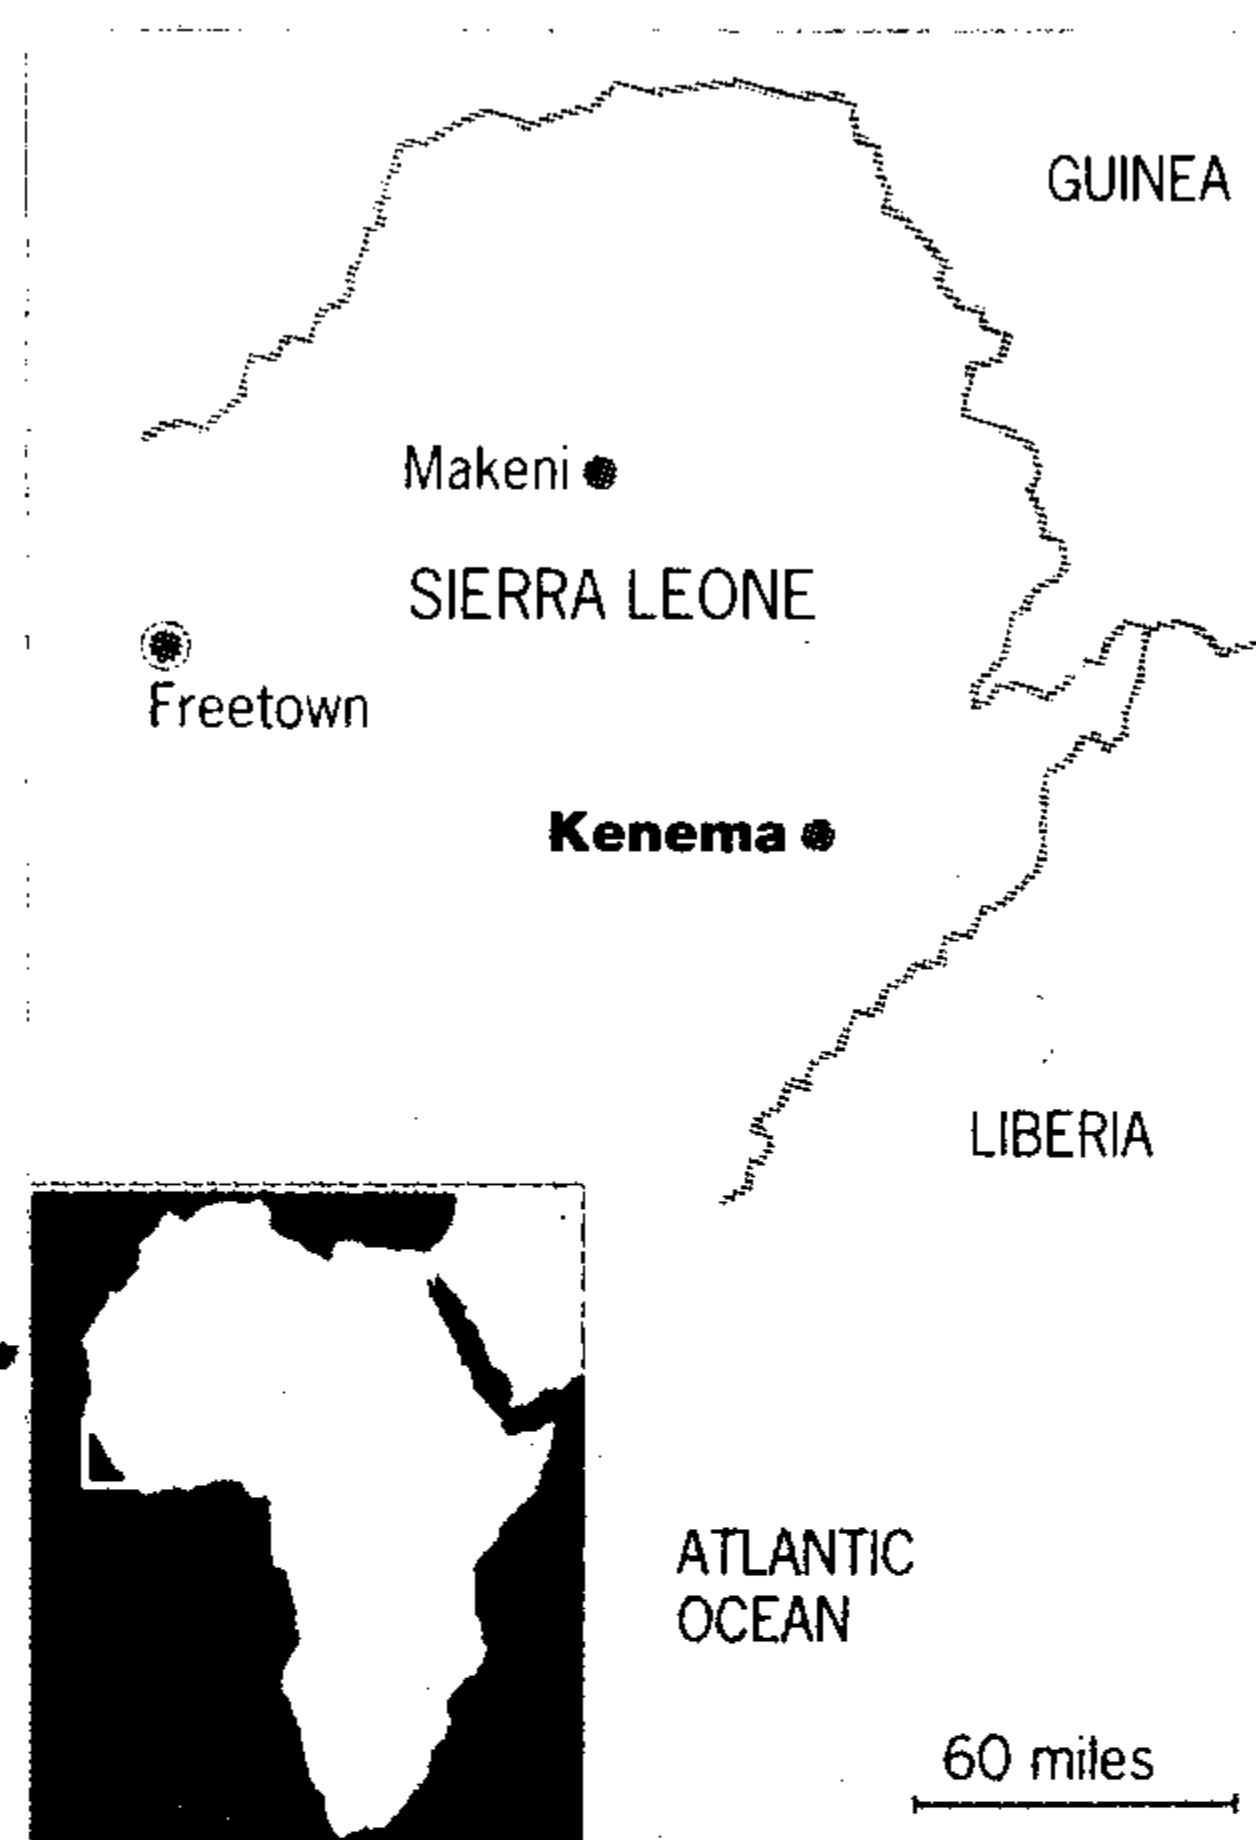 GUINEA
Makeni
SIERRA LEONE
Freetown
Kenema
LIBERIA
ATLANTIC
OCEAN
60 miles